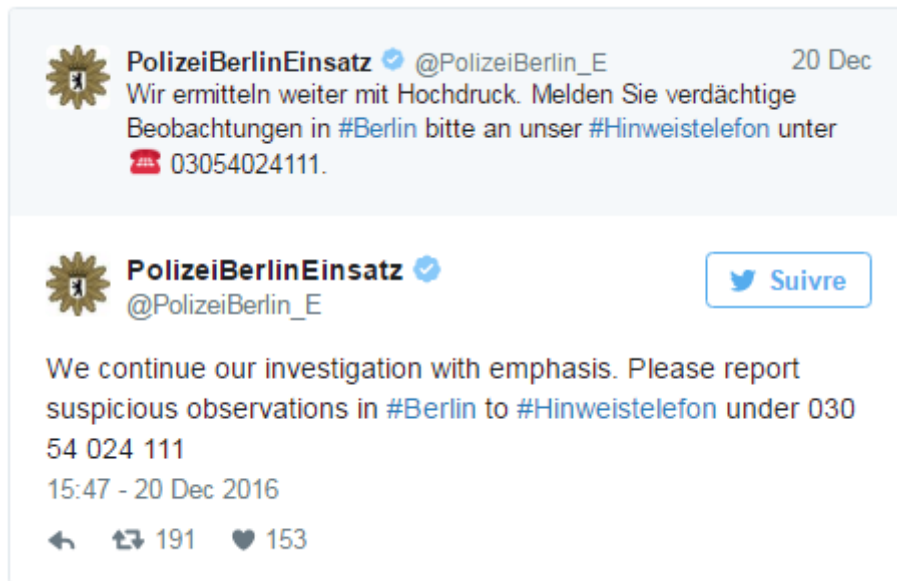 PolizeiBerlinEinsatz @PolizeiBerlin_E 20 Dec
Wir ermitteln weiter mit Hochdruck. Melden Sie verdächtige
Beobachtungen in #Berlin bitte an unser #Hinweistelefon unter
☎️ 03054024111.
PolizeiBerlinEinsatz
@PolizeiBerlin_E
Suivre
We continue our investigation with emphasis. Please report
suspicious observations in #Berlin to #Hinweistelefon under 030
54 024 111
15:47 - 20 Dec 2016
191 153